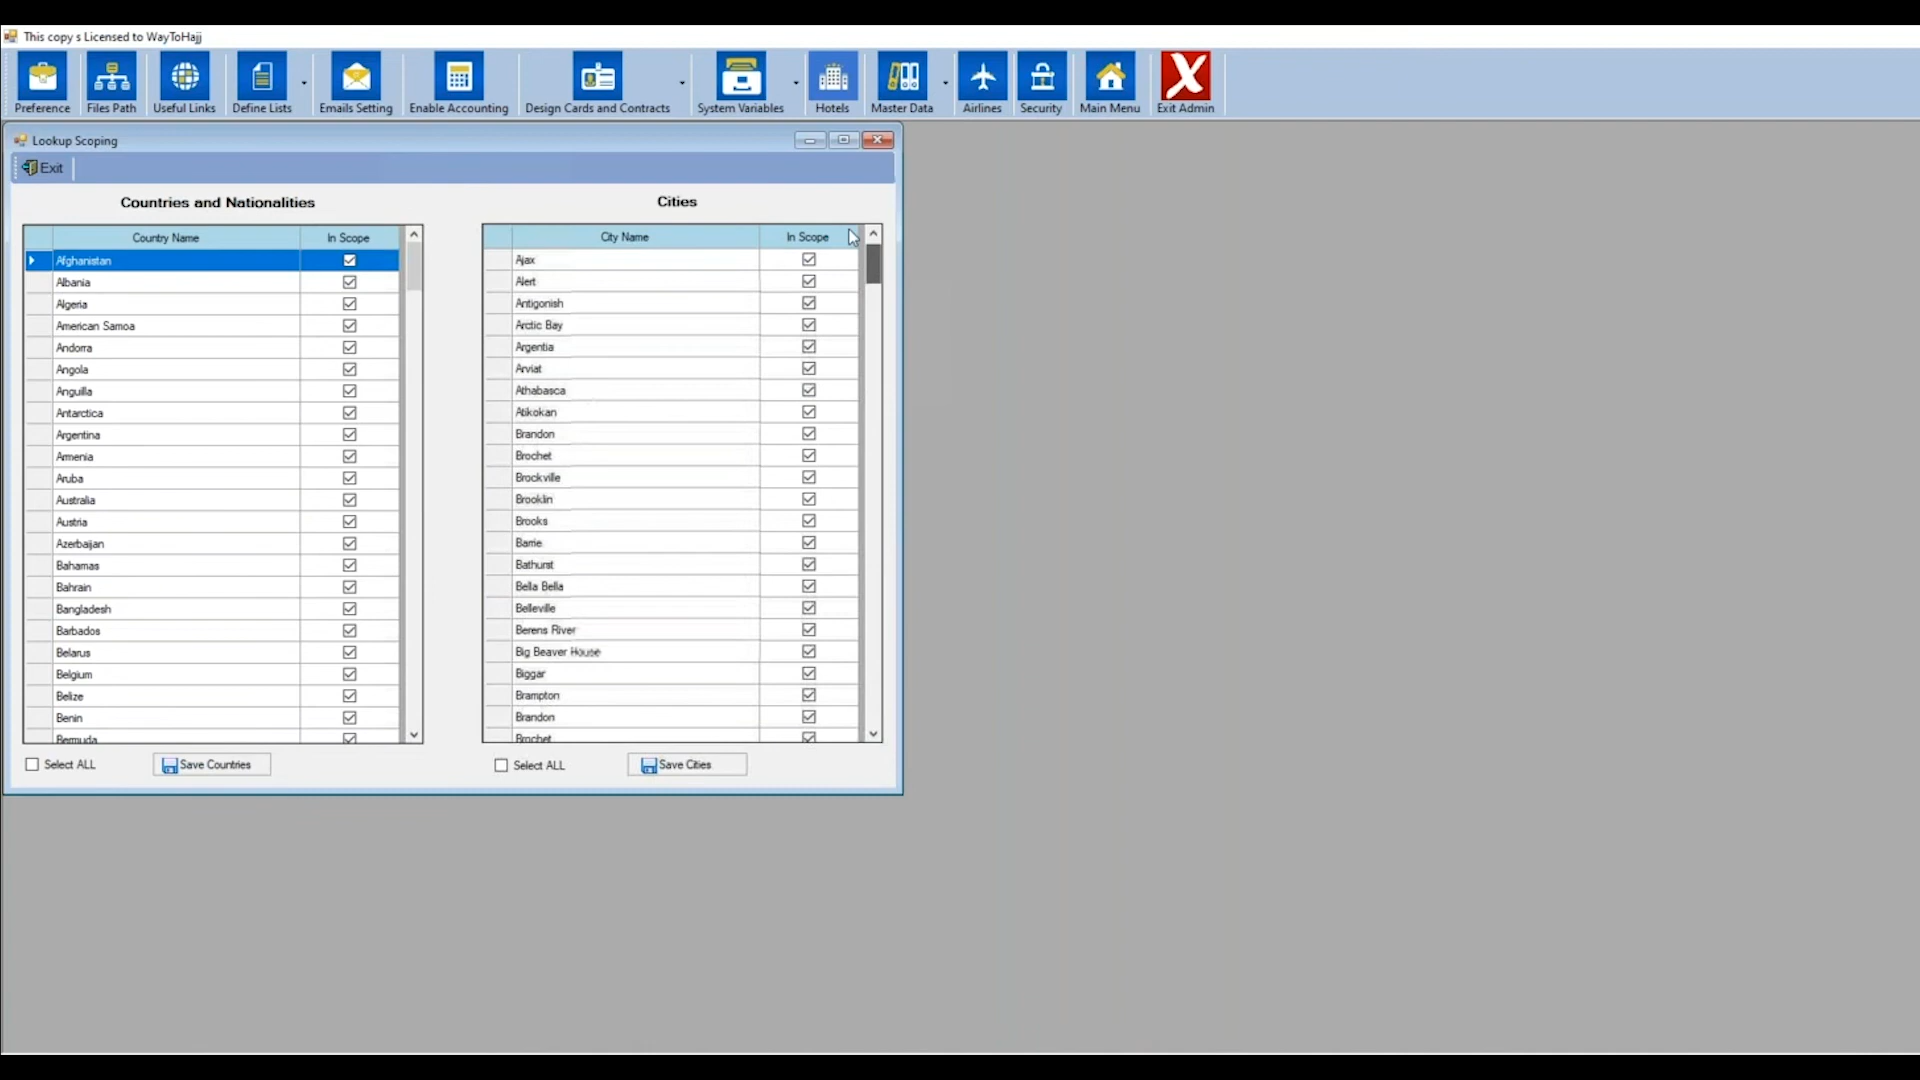 This copy s Licensed to WayToHajj
Preference Files Path Useful Links Define Lists Emails Setting Enable Accounting Design Cards and Contracts System Variables Hotels Master Data Airlines Security Main Menu Exit Admin
Lookup Scoping
Exit
Countries and Nationalities
Country Name In Scope
Afghanistan
Albania
Algeria
American Samoa
Andorra
Angola
Anguilla
Antarctica
Argentina
Armenia
Aruba
Australia
Austria
Azerbaijan
Bahamas
Bahrain
Bangladesh
Barbados
Belarus
Belgium
Belize
Benin
Bermuda
Select ALL Save Countries
Cities
City Name In Scope
Ajax
Alert
Antigonish
Arctic Bay
Argentia
Arviat
Athabasca
Atikokan
Brandon
Brochet
Brockville
Brooklin
Brooks
Barrie
Bathurst
Bella Bella
Belleville
Berens River
Big Beaver House
Biggar
Brampton
Brandon
Brochet
Select ALL Save Cities